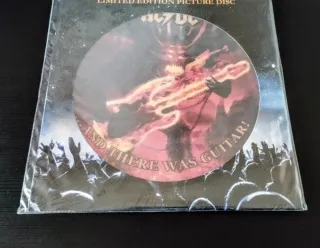 LIMITED EDITION PICTURE DISC
AC/DC
AND THERE WAS GUITAR!